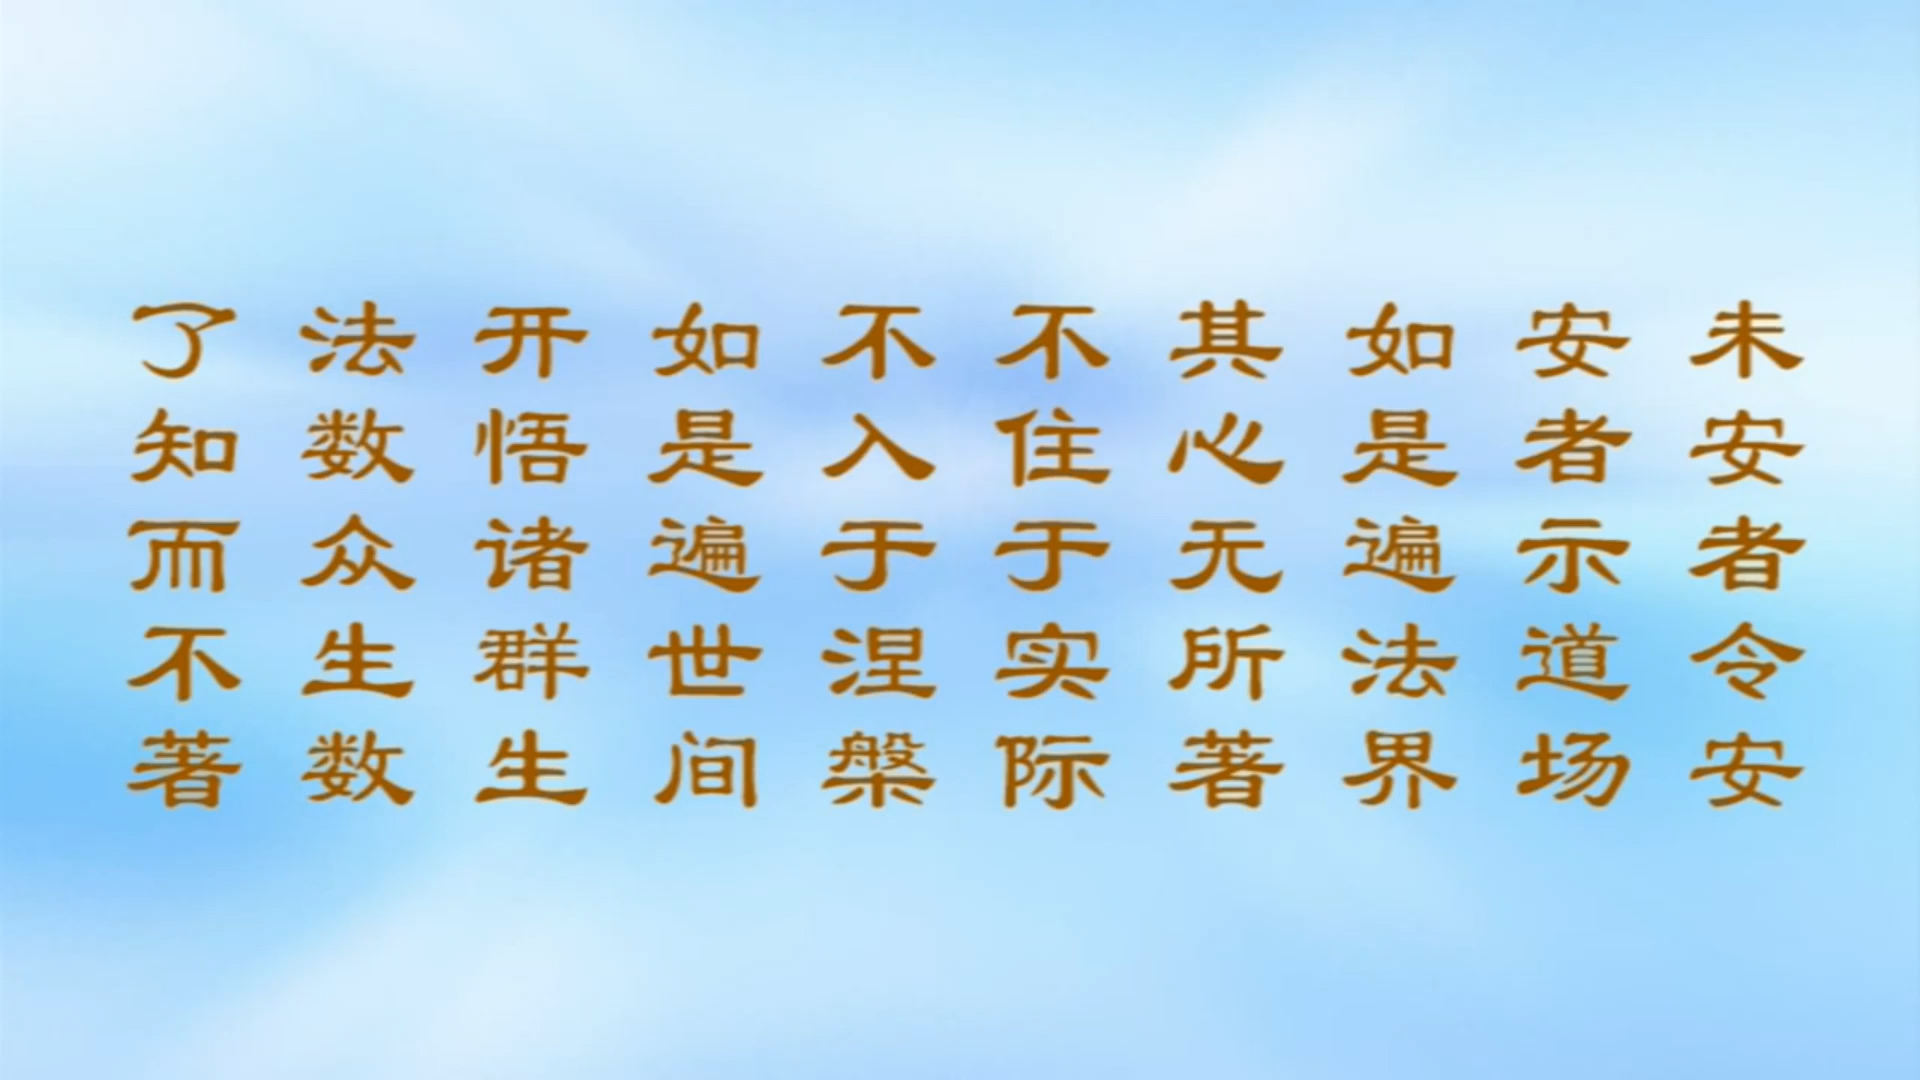 未安者令安
安者示道场
如是遍法界
其心无所著
不住于实际
不入于涅槃
如是遍世间
开悟诸群生
法数众生数
了知而不著